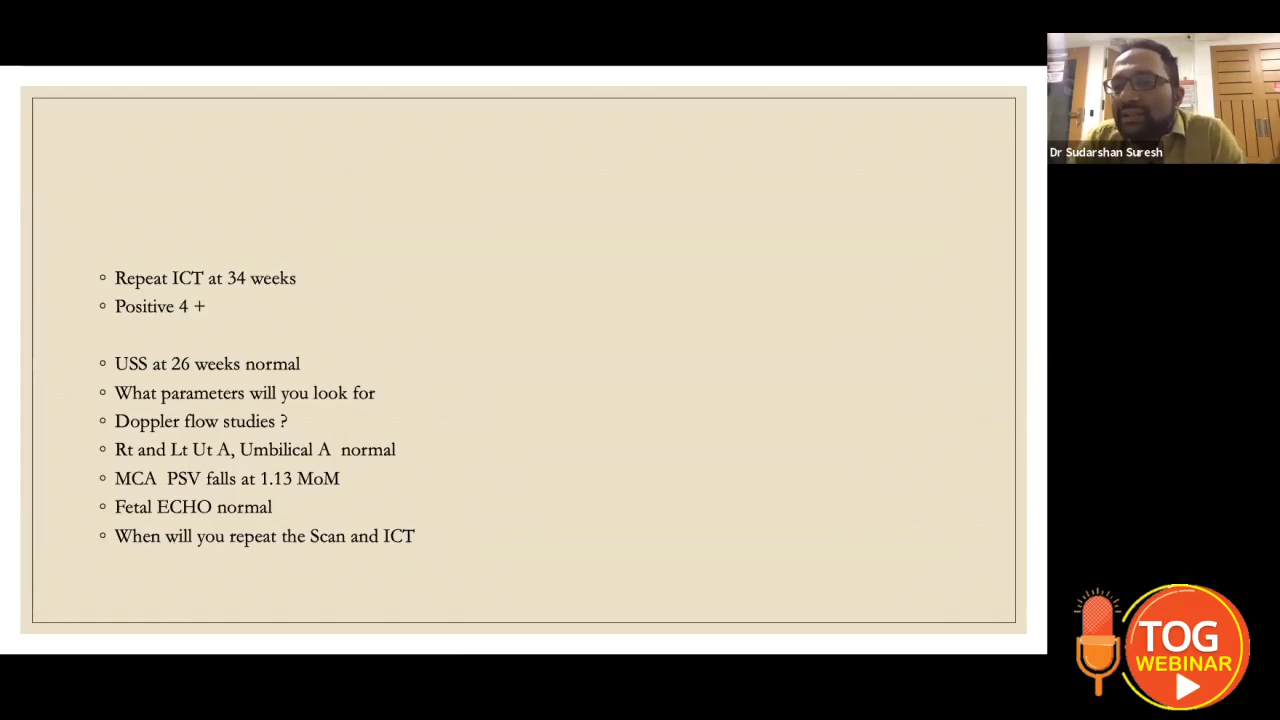 Repeat ICT at 34 weeks
Positive 4 +
USS at 26 weeks normal
What parameters will you look for
Doppler flow studies ?
Rt and Lt Ut A, Umbilical A normal
MCA PSV falls at 1.13 MoM
Fetal ECHO normal
When will you repeat the Scan and ICT
Dr Sudarshan Suresh
TOG
WEBINAR